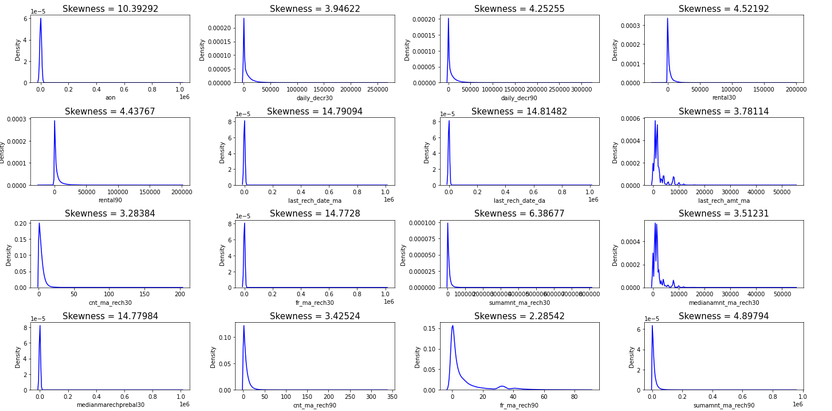 Skewness = 10.39292
Density
6
4
2
0
1e-5
0.0 0.2 0.4 0.6 0.8 1.0
1e6
aon
Skewness = 3.94622
Density
0.00020
0.00015
0.00010
0.00005
0.00000
0 50000 100000 150000 200000 250000
daily_decr30
Skewness = 4.25255
Density
0.00020
0.00015
0.00010
0.00005
0.00000
0 50000 100000 150000 200000 250000 300000
daily_decr90
Skewness = 4.52192
Density
0.0003
0.0002
0.0001
0.0000
0 50000 100000 150000 200000
rental30
Skewness = 4.43767
Density
0.0003
0.0002
0.0001
0.0000
0 50000 100000 150000 200000
rental90
Skewness = 14.79094
Density
1e-5
8
6
4
2
0
0.0 0.2 0.4 0.6 0.8 1.0
1e6
last_rech_date_ma
Skewness = 14.81482
Density
1e-5
8
6
4
2
0
0.0 0.2 0.4 0.6 0.8 1.0
1e6
last_rech_date_da
Skewness = 3.78114
Density
0.0006
0.0004
0.0002
0.0000
0 10000 20000 30000 40000 50000
last_rech_amt_ma
Skewness = 3.28384
Density
0.20
0.15
0.10
0.05
0.00
0 50 100 150 200
cnt_ma_rech30
Skewness = 14.7728
Density
1e-5
8
6
4
2
0
0.0 0.2 0.4 0.6 0.8 1.0
1e6
fr_ma_rech30
Skewness = 6.38677
Density
0.000100
0.000075
0.000050
0.000025
0.000000
0 100000 200000 300000 400000 500000 600000 700000 800000
sumamnt_ma_rech30
Skewness = 3.51231
Density
0.0004
0.0002
0.0000
0 10000 20000 30000 40000 50000
medianamnt_ma_rech30
Skewness = 14.77984
Density
1e-5
8
6
4
2
0
0.0 0.2 0.4 0.6 0.8 1.0
1e6
medianmarechprebal30
Skewness = 3.42524
Density
0.10
0.05
0.00
0 50 100 150 200 250 300 350
cnt_ma_rech90
Skewness = 2.28542
Density
0.15
0.10
0.05
0.00
0 20 40 60 80
fr_ma_rech90
Skewness = 4.89794
Density
1e-5
6
4
2
0
0.0 0.2 0.4 0.6 0.8 1.0
1e6
sumamnt_ma_rech90